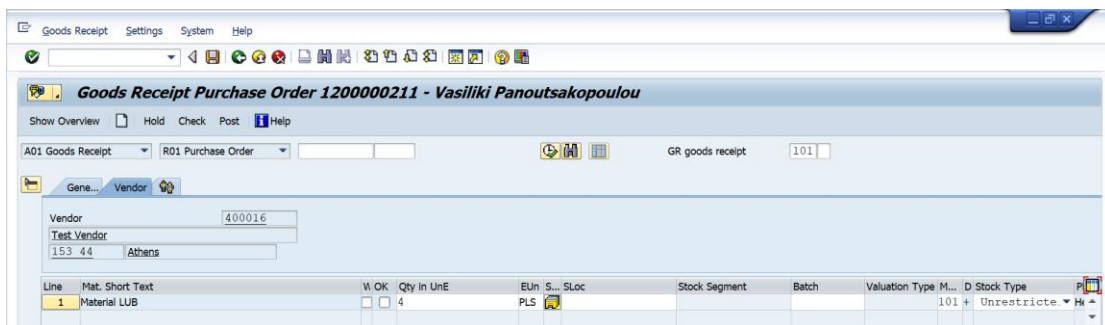 Goods Receipt Settings System Help
Goods Receipt Purchase Order 1200000211 - Vasiliki Panoutsakopoulou
Show Overview Hold Check Post Help
A01 Goods Receipt R01 Purchase Order GR goods receipt 101
Gene... Vendor
Vendor 400016
Test Vendor
153 44 Athens
Line Mat. Short Text OK Qty in UnE EUn S... SLoc Stock Segment Batch Valuation Type M... D Stock Type
1 Material LUB 4 PLS 101 + Unrestricte...